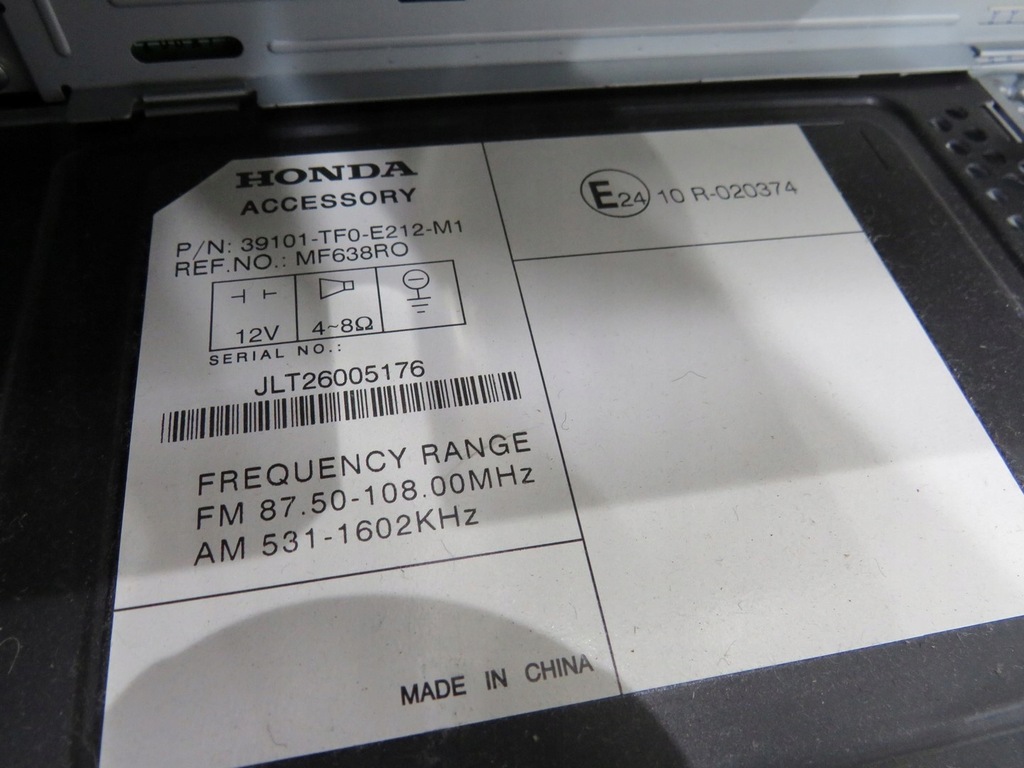 HONDA
ACCESSORY
P/N: 39101-TF0-E212-M1
REF.NO.: MF638RO
12V 4~8Ω
SERIAL NO.:
JLT26005176
FREQUENCY RANGE
FM 87.50-108.00MHz
AM 531-1602KHz
MADE IN CHINA
E24 10 R-020374